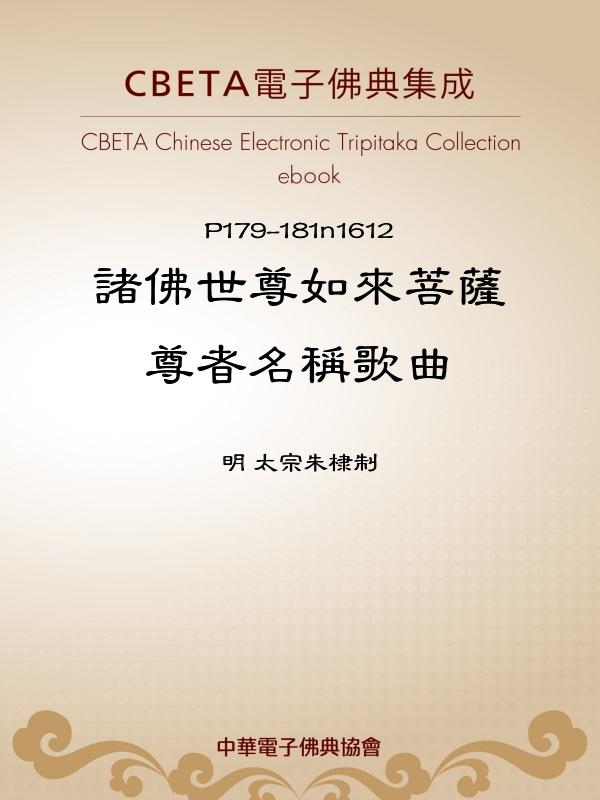 CBETA電子佛典集成
CBETA Chinese Electronic Tripitaka Collection
ebook
P179-181n1612
諸佛世尊如來菩薩
尊者名稱歌曲
明 太宗朱棣制
中華電子佛典協會